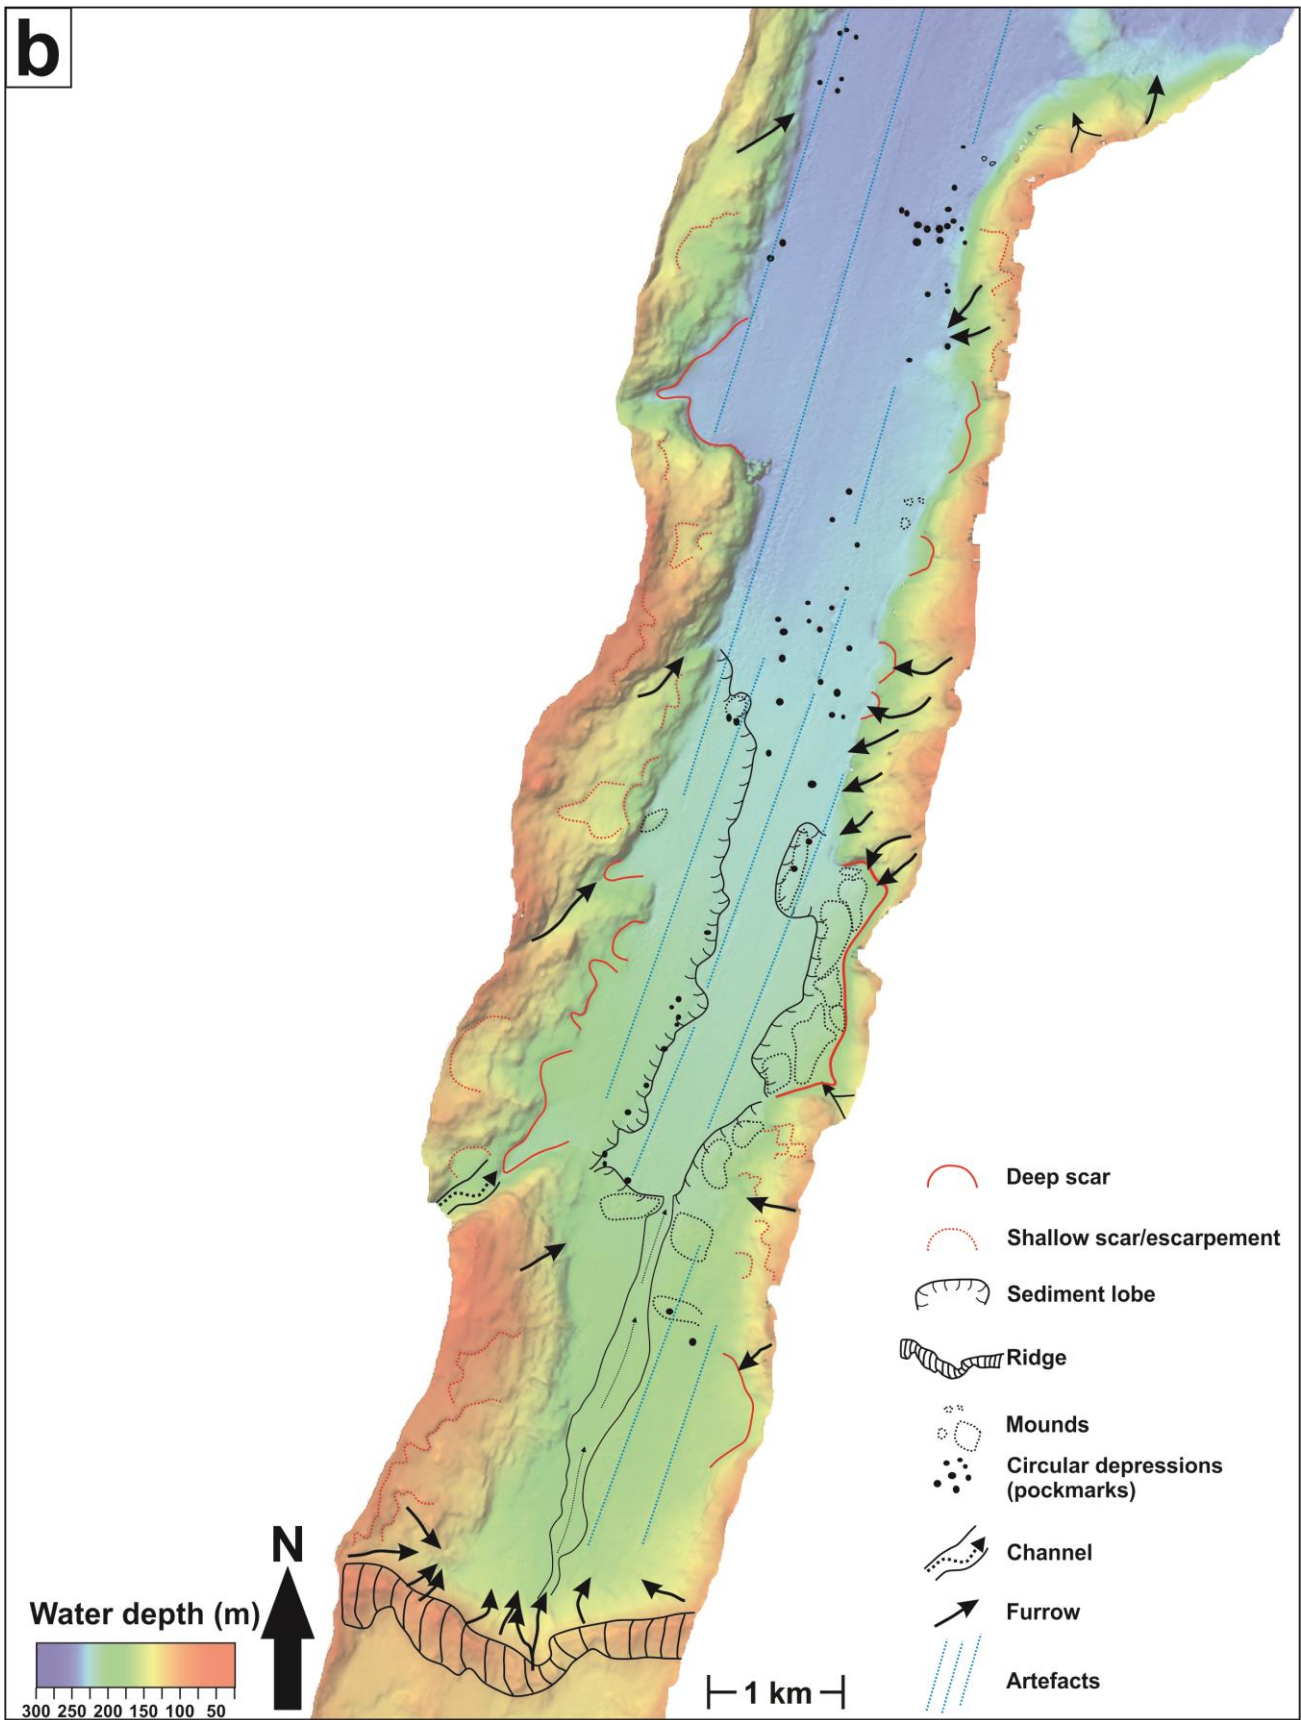 b
Deep scar
Shallow scar/escarpement
Sediment lobe
Ridge
Mounds
Circular depressions
(pockmarks)
Channel
Furrow
Artefacts
N
Water depth (m)
300 250 200 150 100 50
1 km